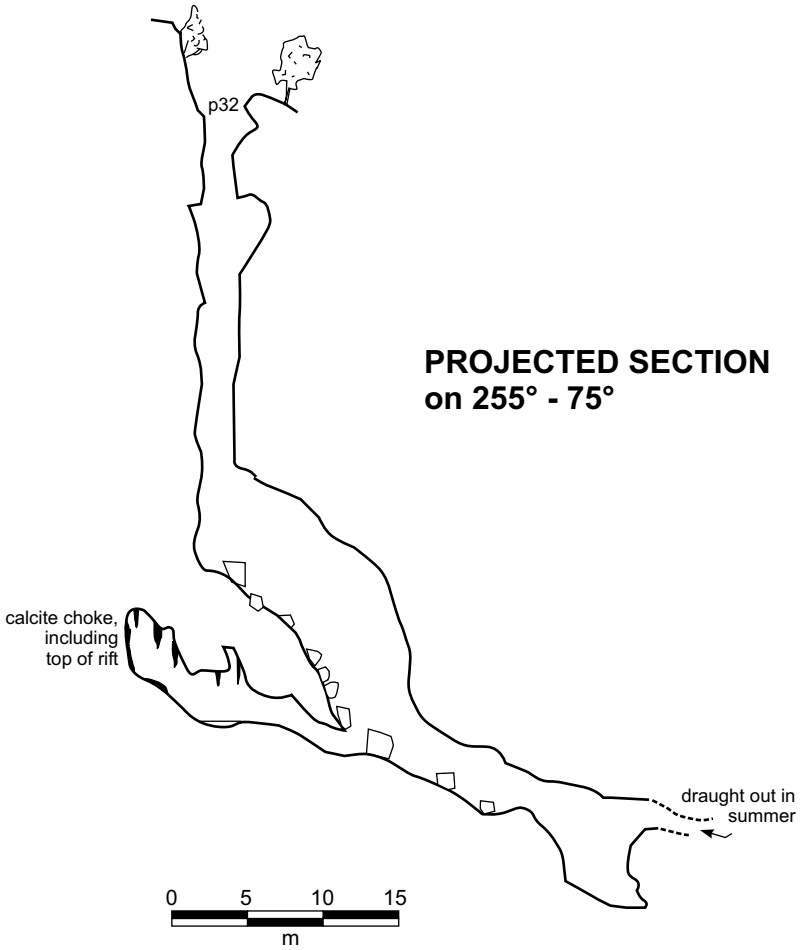 p32
PROJECTED SECTION
on 255° - 75°
calcite choke,
including
top of rift
draught out in
summer
0 5 10 15
m